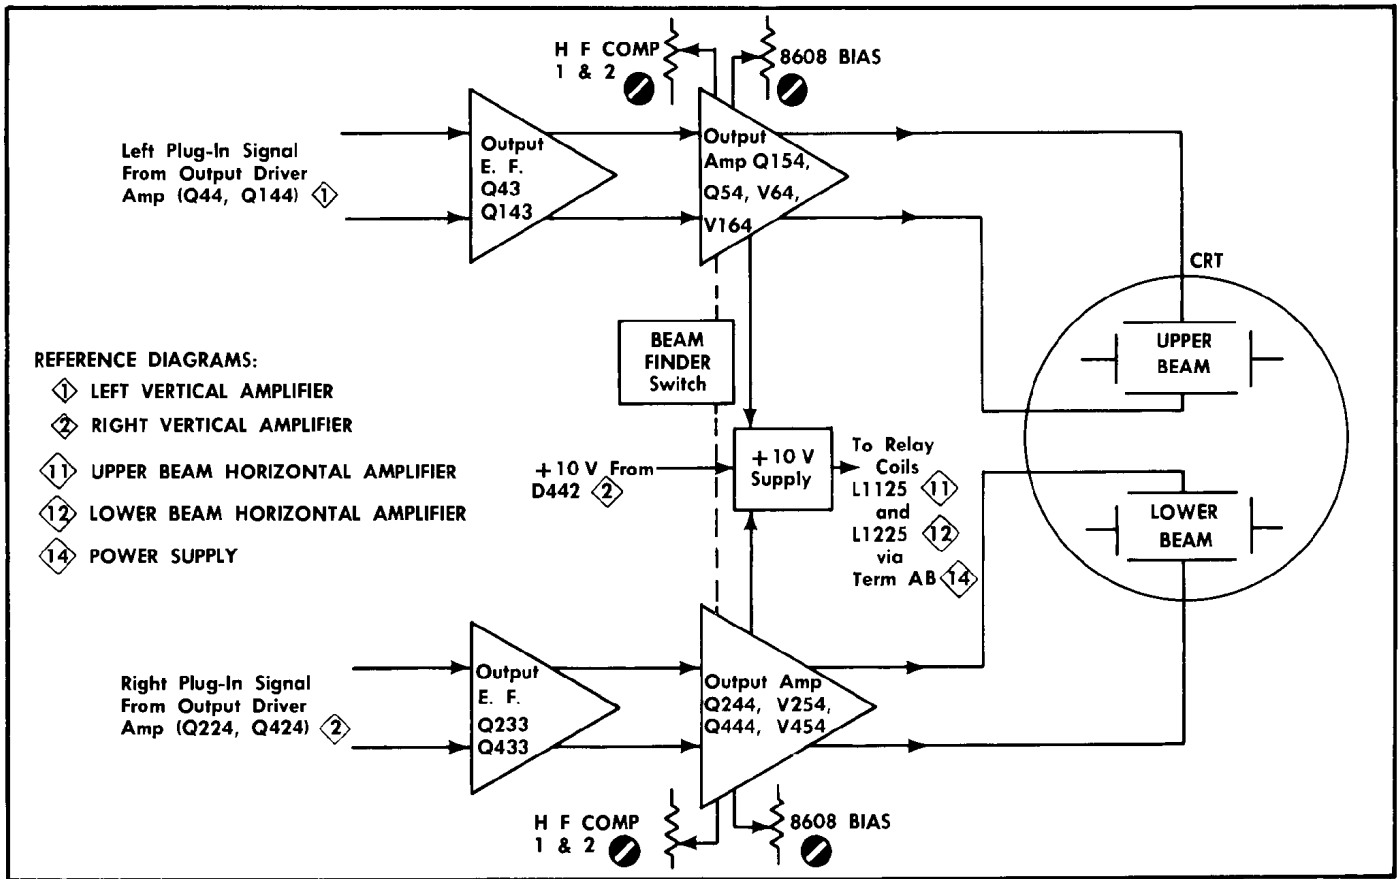 H F COMP
1 & 2
8608 BIAS
Left Plug-In Signal
From Output Driver
Amp (Q44, Q144) 1
Output
E. F.
Q43
Q143
Output
Amp Q154,
Q54, V64,
V164
CRT
UPPER
BEAM
BEAM
FINDER
Switch
REFERENCE DIAGRAMS:
1 LEFT VERTICAL AMPLIFIER
2 RIGHT VERTICAL AMPLIFIER
11 UPPER BEAM HORIZONTAL AMPLIFIER
12 LOWER BEAM HORIZONTAL AMPLIFIER
14 POWER SUPPLY
+10 V From
D442 2
+10 V
Supply
To Relay
Coils
L1125 11
and
L1225 12
via
Term AB 14
LOWER
BEAM
Right Plug-In Signal
From Output Driver
Amp (Q224, Q424) 2
Output
E. F.
Q233
Q433
Output Amp
Q244, V254,
Q444, V454
H F COMP
1 & 2
8608 BIAS